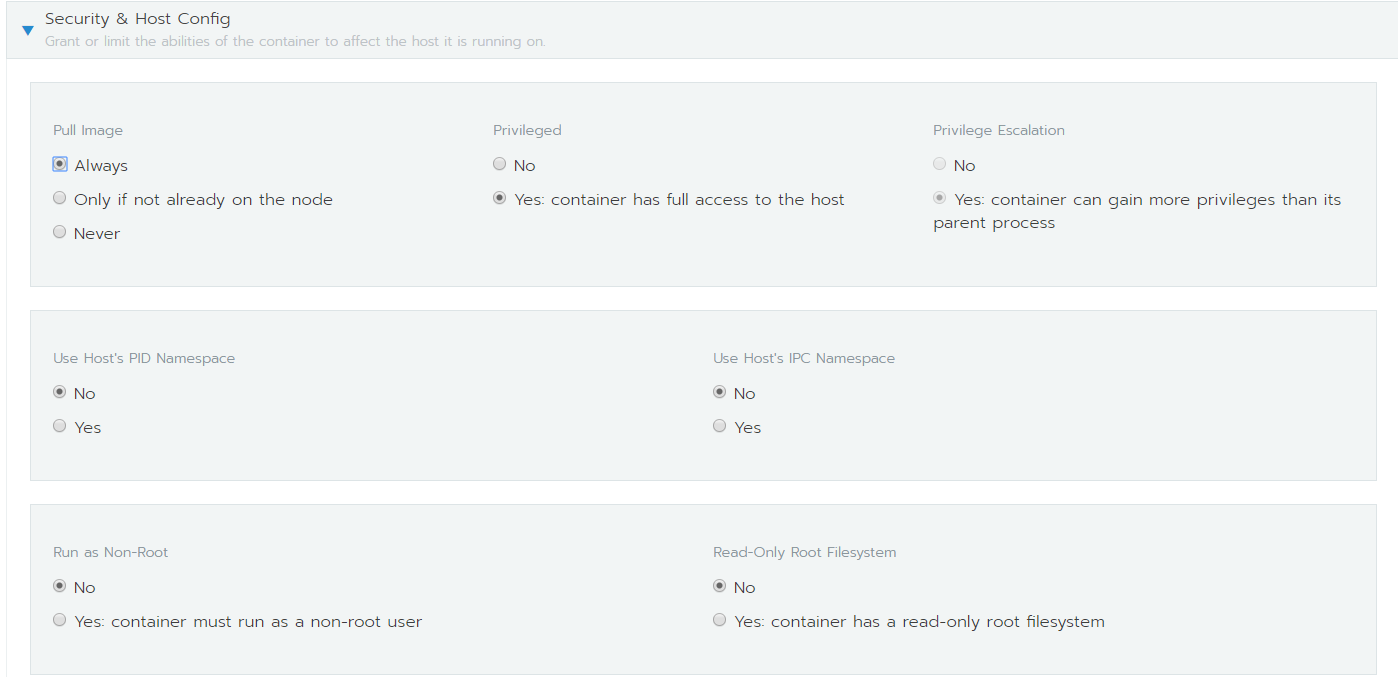 Security & Host Config
Grant or limit the abilities of the container to affect the host it is running on.
Pull Image
Always
Only if not already on the node
Never
Privileged
No
Yes: container has full access to the host
Privilege Escalation
No
Yes: container can gain more privileges than its
parent process
Use Host's PID Namespace
No
Yes
Use Host's IPC Namespace
No
Yes
Run as Non-Root
No
Yes: container must run as a non-root user
Read-Only Root Filesystem
No
Yes: container has a read-only root filesystem